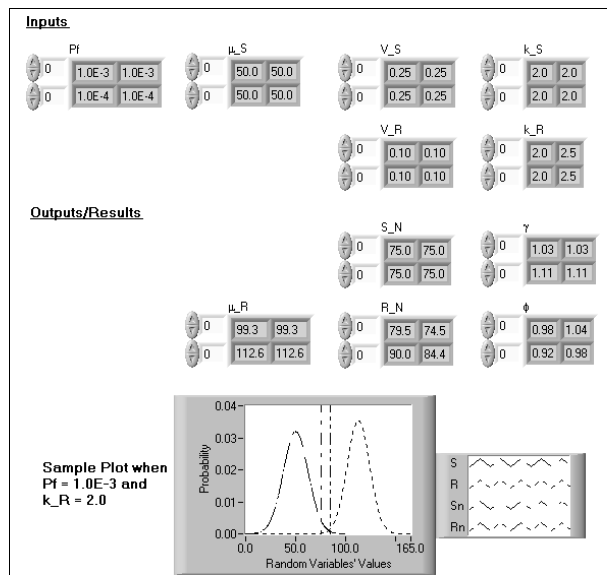 Inputs
Pf μ_S V_S k_S
0 1.0E-3 1.0E-3 0 50.0 50.0 0 0.25 0.25 0 2.0 2.0
0 1.0E-4 1.0E-4 0 50.0 50.0 0 0.25 0.25 0 2.0 2.0
V_R k_R
0 0.10 0.10 0 2.0 2.5
0 0.10 0.10 0 2.0 2.5
Outputs/Results
S_N γ
0 75.0 75.0 0 1.03 1.03
0 75.0 75.0 0 1.11 1.11
μ_R R_N ϕ
0 99.3 99.3 0 79.5 74.5 0 0.98 1.04
0 112.6 112.6 0 90.0 84.4 0 0.92 0.98
Sample Plot when
Pf = 1.0E-3 and
k_R = 2.0
Probability
0.04
0.03
0.02
0.01
0.00
0.0 50.0 100.0 165.0
Random Variables' Values
S
R
Sn
Rn